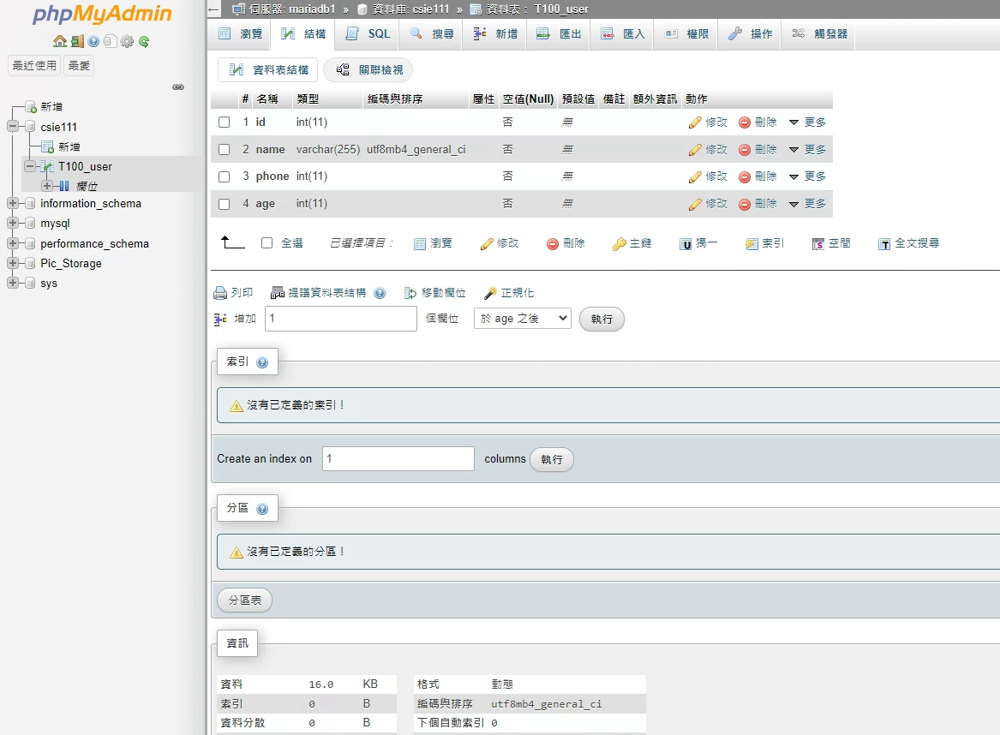 phpMyAdmin
最近使用 最愛
新增
csie111
新增
T100_user
欄位
information_schema
mysql
performance_schema
Pic_Storage
sys
伺服器: mariadb1 » 資料庫: csie111 » 資料表: T100_user
瀏覽 結構 SQL 搜尋 新增 匯出 匯入 權限 操作 觸發器
資料表結構 關聯檢視
# 名稱 類型 編碼與排序 屬性 空值(Null) 預設值 備註 額外資訊 動作
1 id int(11) 否 無 修改 刪除 更多
2 name varchar(255) utf8mb4_general_ci 否 無 修改 刪除 更多
3 phone int(11) 否 無 修改 刪除 更多
4 age int(11) 否 無 修改 刪除 更多
全選 已選擇項目: 瀏覽 修改 刪除 主鍵 獨一 索引 空間 全文搜尋
列印 提議資料表結構 移動欄位 正規化
增加 1 個欄位 於 age 之後 執行
索引
沒有已定義的索引!
Create an index on 1 columns 執行
分區
沒有已定義的分區!
分區表
資訊
資料 16.0 KB 格式 動態
索引 0 B 編碼與排序 utf8mb4_general_ci
資料分散 0 B 下個自動索引 0